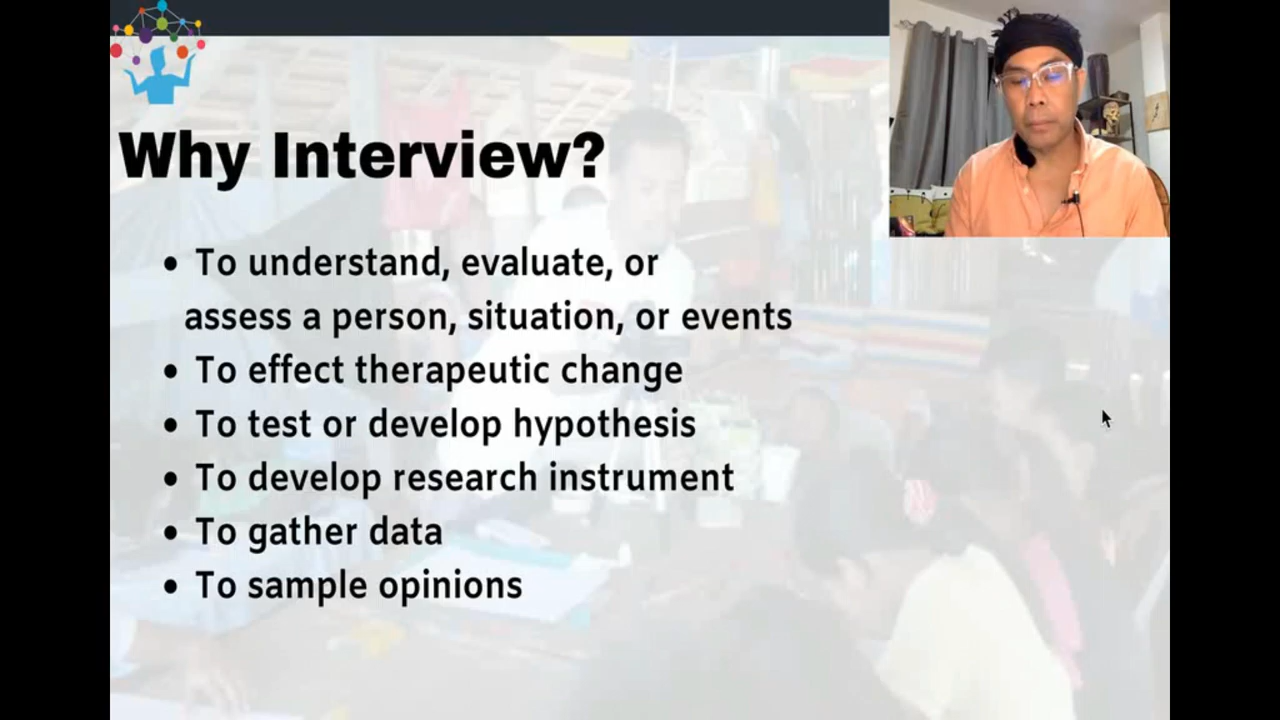 Why Interview?
• To understand, evaluate, or
assess a person, situation, or events
• To effect therapeutic change
• To test or develop hypothesis
• To develop research instrument
• To gather data
• To sample opinions